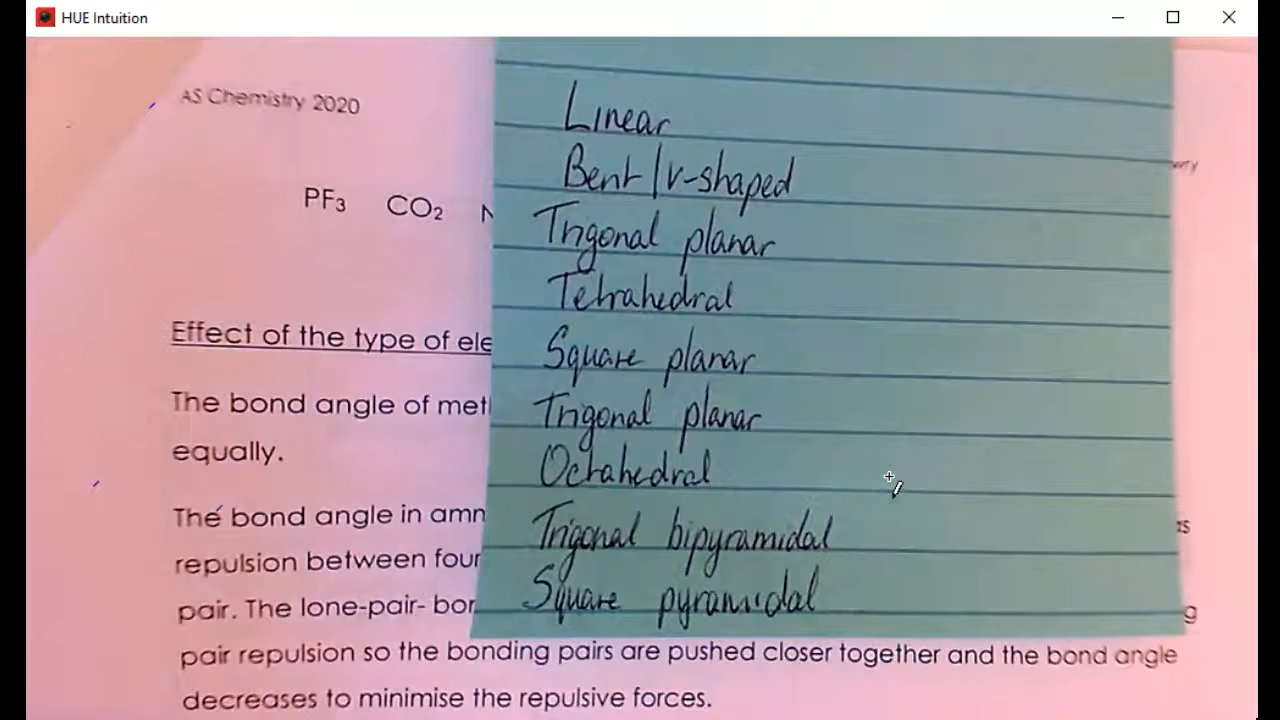 HUE Intuition
AS Chemistry 2020
PF₃ CO₂ N
Linear
Bent/v-shaped
Trigonal planar
Tetrahedral
Square planar
Trigonal planar
Octahedral
Trigonal bipyramidal
Square pyramidal
Effect of the type of ele
The bond angle of met
equally.
The bond angle in amn
repulsion between four
pair. The lone-pair- bor
pair repulsion so the bonding pairs are pushed closer together and the bond angle
decreases to minimise the repulsive forces.